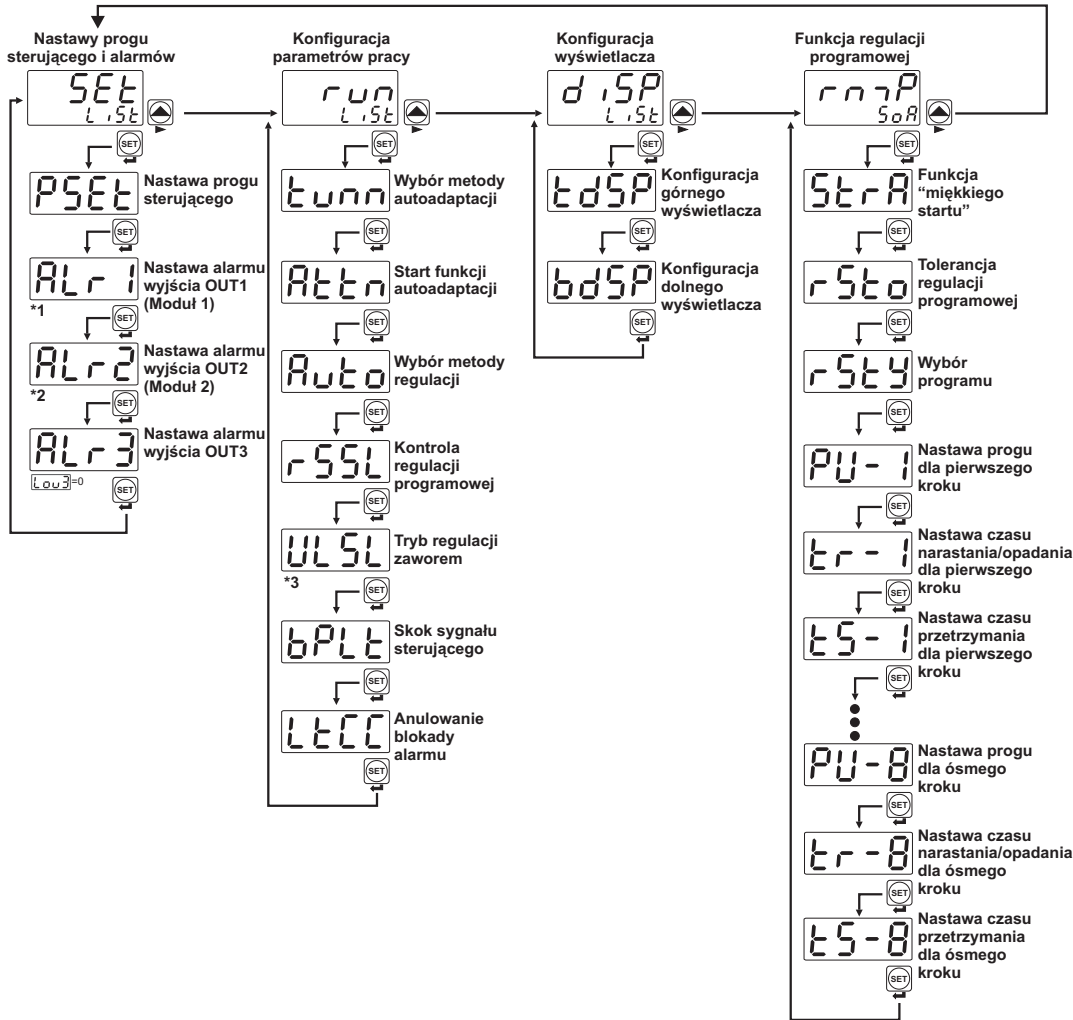 Nastawy progu
sterującego i alarmów
SEt
LiSt
SET
PSEt
Nastawa progu
sterującego
SET
ALr1
*1
Nastawa alarmu
wyjścia OUT1
(Moduł 1)
SET
ALr2
*2
Nastawa alarmu
wyjścia OUT2
(Moduł 2)
SET
ALr3
Nastawa alarmu
wyjścia OUT3
Lou3=0
SET
Konfiguracja
parametrów pracy
run
LiSt
SET
tunn
Wybór metody
autoadaptacji
SET
Attn
Start funkcji
autoadaptacji
SET
Auto
Wybór metody
regulacji
SET
rSSL
Kontrola
regulacji
programowej
SET
ULSL
*3
Tryb regulacji
zaworem
SET
bPLt
Skok sygnału
sterującego
SET
LtCC
Anulowanie
blokady
alarmu
SET
Konfiguracja
wyświetlacza
diSP
LiSt
SET
tdSP
Konfiguracja
górnego
wyświetlacza
SET
bdSP
Konfiguracja
dolnego
wyświetlacza
SET
Funkcja regulacji
programowej
SoA
SET
StrA
Funkcja
“miękkiego
startu”
SET
rSto
Tolerancja
regulacji
programowej
SET
rStY
Wybór
programu
SET
PU-1
Nastawa progu
dla pierwszego
kroku
SET
tr-1
Nastawa czasu
narastania/opadania
dla pierwszego
kroku
SET
tS-1
Nastawa czasu
przetrzymania
dla pierwszego
kroku
SET
PU-8
Nastawa progu
dla ósmego
kroku
SET
tr-8
Nastawa czasu
narastania/opadania
dla ósmego
kroku
SET
tS-8
Nastawa czasu
przetrzymania
dla ósmego
kroku
SET